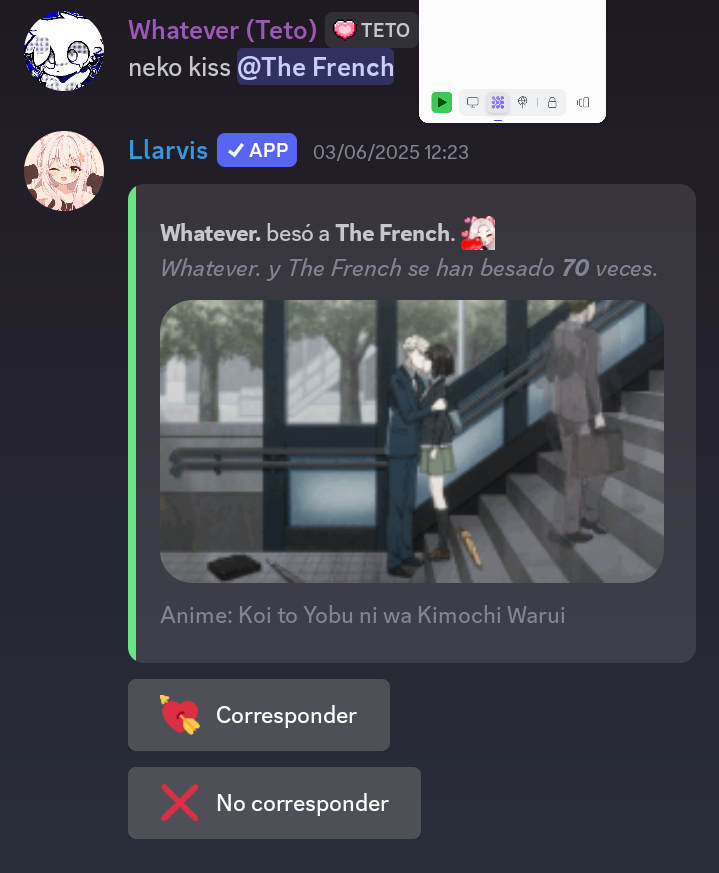 Whatever (Teto) TETO
neko kiss @The French
Llarvis APP 03/06/2025 12:23
Whatever. besó a The French.
Whatever. y The French se han besado 70 veces.
Anime: Koi to Yobu ni wa Kimochi Warui
Corresponder
No corresponder